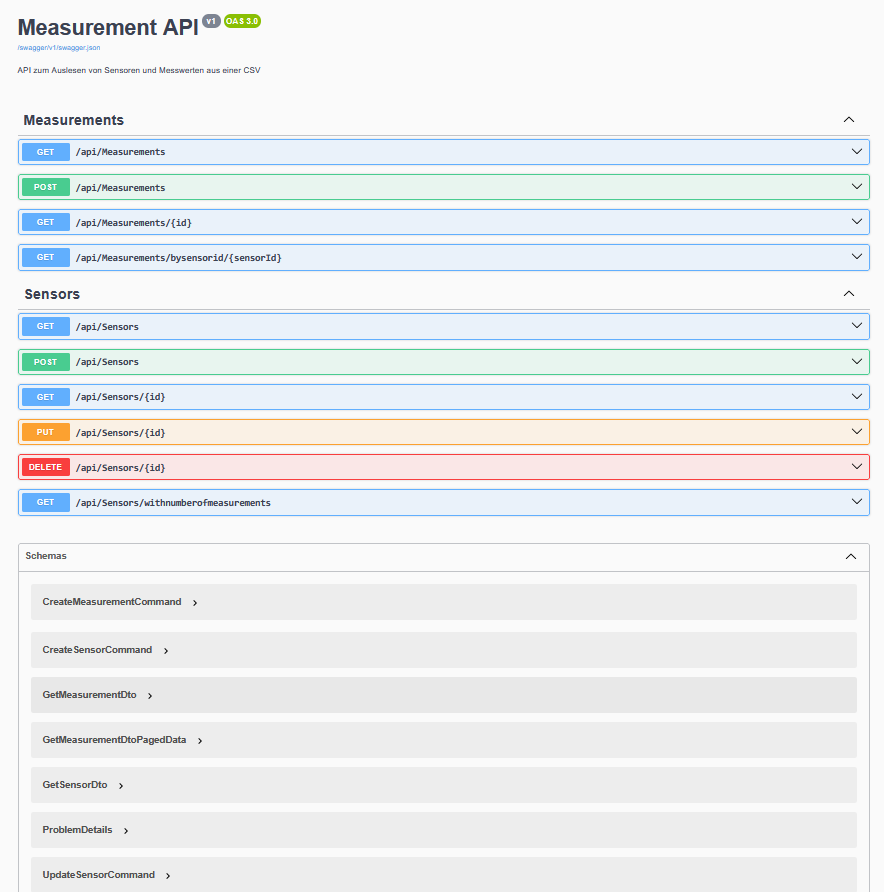 Measurement API v1 OAS 3.0
/swagger/v1/swagger.json
API zum Auslesen von Sensoren und Messwerten aus einer CSV
Measurements
GET /api/Measurements
POST /api/Measurements
GET /api/Measurements/{id}
GET /api/Measurements/bysensorid/{sensorId}
Sensors
GET /api/Sensors
POST /api/Sensors
GET /api/Sensors/{id}
PUT /api/Sensors/{id}
DELETE /api/Sensors/{id}
GET /api/Sensors/withnumberofmeasurements
Schemas
CreateMeasurementCommand
CreateSensorCommand
GetMeasurementDto
GetMeasurementDtoPagedData
GetSensorDto
ProblemDetails
UpdateSensorCommand